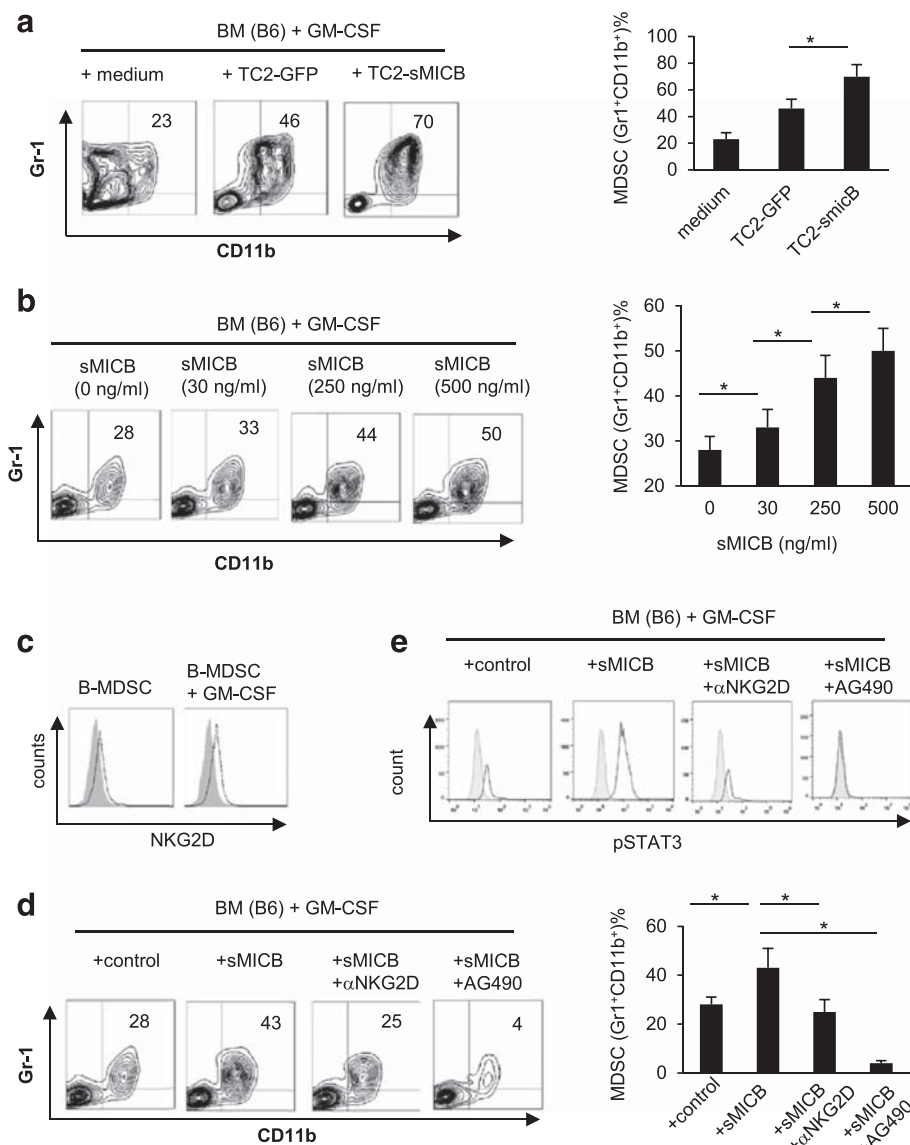 a
BM (B6) + GM-CSF
+ medium
+ TC2-GFP
+ TC2-sMICB
23
46
70
Gr-1
CD11b
MDSC (Gr1⁺CD11b⁺)%
100
80
60
40
20
0
*
medium
TC2-GFP
TC2-smicB
b
BM (B6) + GM-CSF
sMICB
(0 ng/ml)
sMICB
(30 ng/ml)
sMICB
(250 ng/ml)
sMICB
(500 ng/ml)
28
33
44
50
Gr-1
CD11b
MDSC (Gr1⁺CD11b⁺)%
60
50
40
30
20
*
*
*
0
30
250
500
sMICB (ng/ml)
c
B-MDSC
B-MDSC
+ GM-CSF
counts
NKG2D
e
BM (B6) + GM-CSF
+control
+sMICB
+sMICB
+αNKG2D
+sMICB
+AG490
count
pSTAT3
d
BM (B6) + GM-CSF
+control
+sMICB
+sMICB
+αNKG2D
+sMICB
+AG490
28
43
25
4
Gr-1
CD11b
MDSC (Gr1⁺CD11b⁺)%
60
40
20
0
*
*
*
+control
+sMICB
+sMICB
+αNKG2D
+sMICB
+AG490